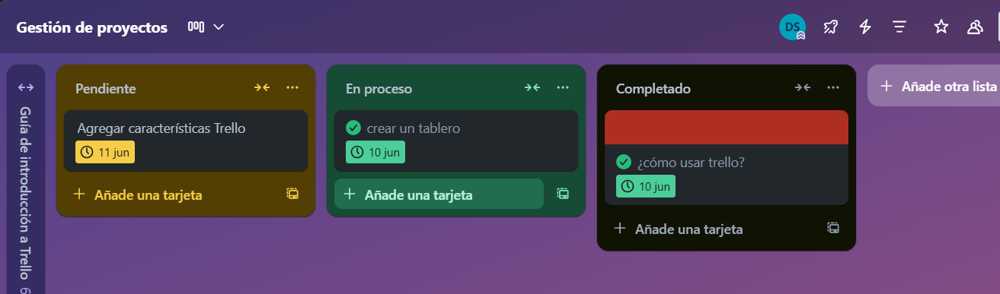 Gestión de proyectos
DS
Guía de introducción a Trello 6
Pendiente
Agregar características Trello
11 jun
Añade una tarjeta
En proceso
crear un tablero
10 jun
Añade una tarjeta
Completado
¿cómo usar trello?
10 jun
Añade una tarjeta
Añade otra lista